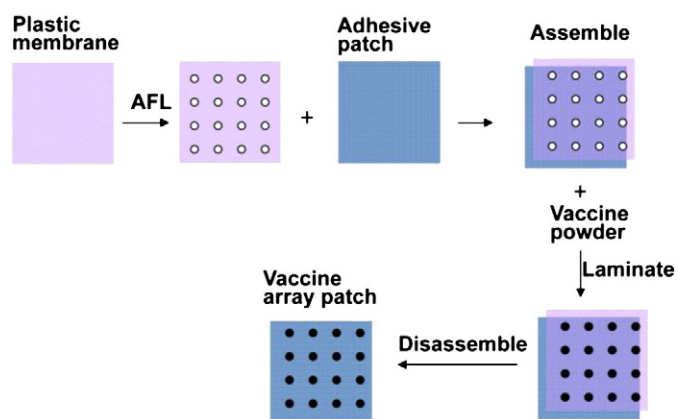 Plastic
membrane
AFL
+
Adhesive
patch
Assemble
+
Vaccine
powder
Laminate
Vaccine
array patch
Disassemble